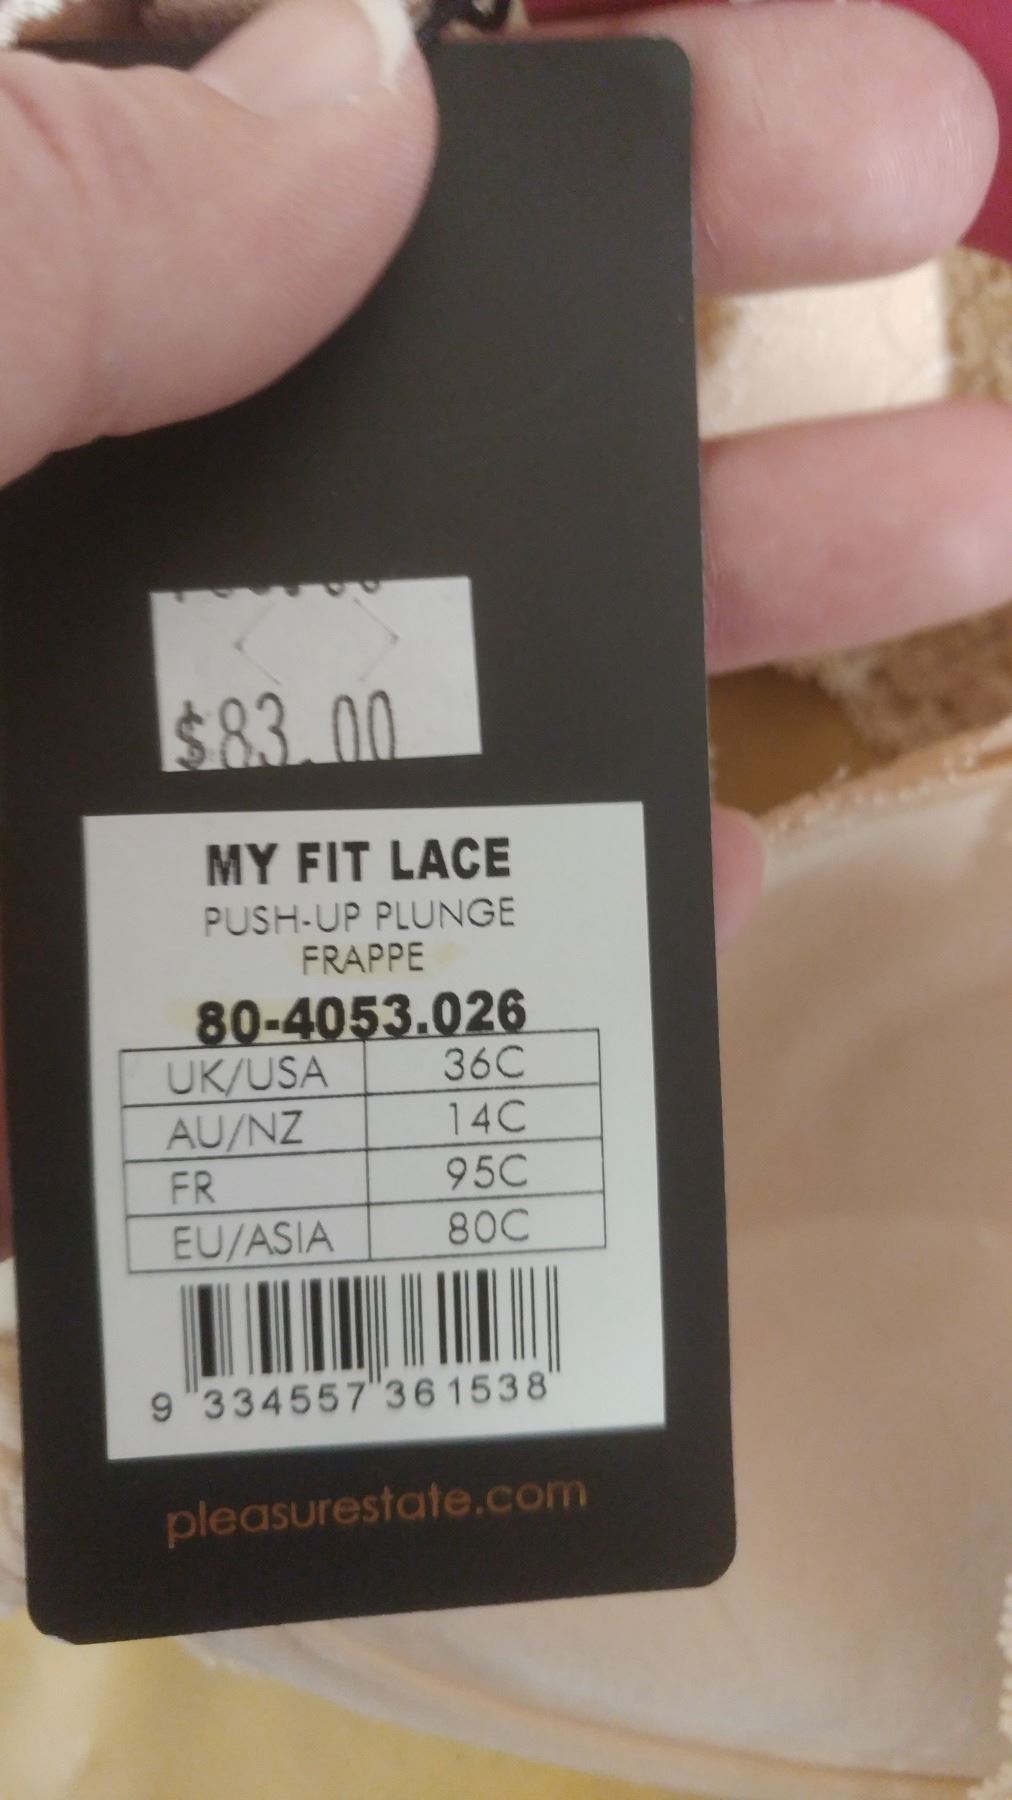 $83.00
MY FIT LACE
PUSH-UP PLUNGE
FRAPPE
80-4053.026
UK/USA 36C
AU/NZ 14C
FR 95C
EU/ASIA 80C
9 334557 361538
pleasurestate.com